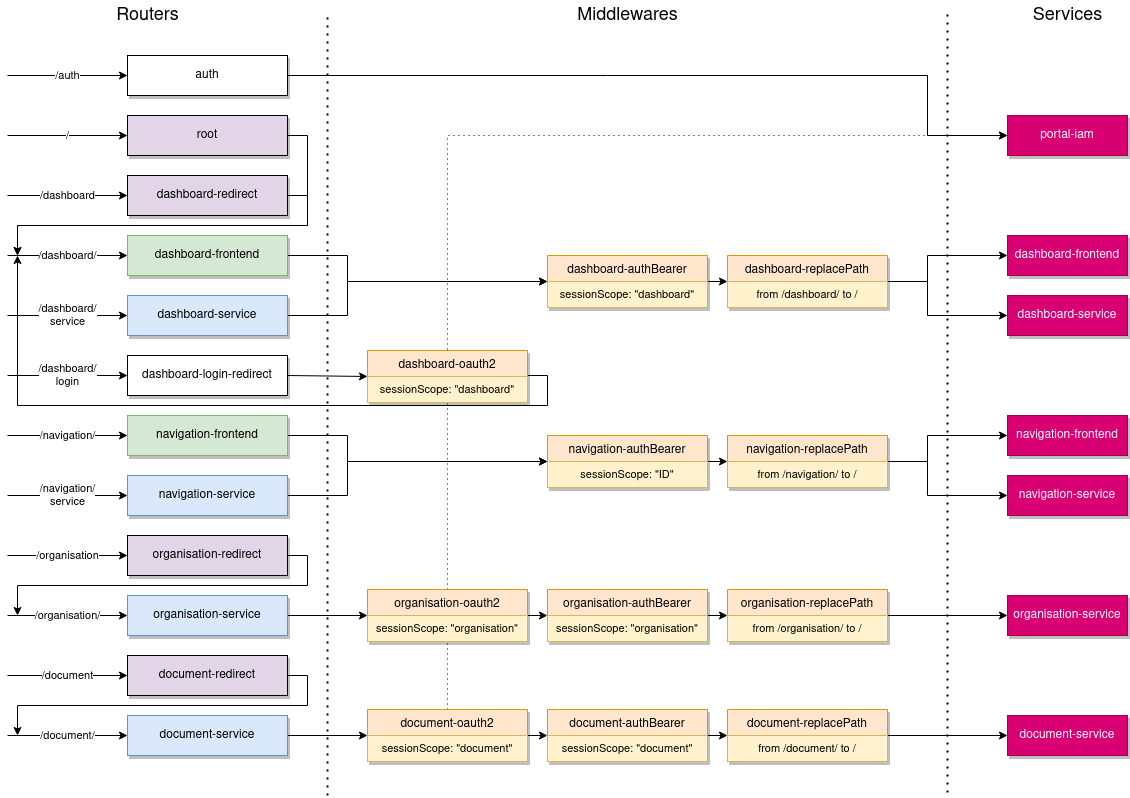 Routers
Middlewares
Services
/auth
auth
/
root
portal-iam
/dashboard
dashboard-redirect
/dashboard/
dashboard-frontend
dashboard-authBearer
sessionScope: "dashboard"
dashboard-replacePath
from /dashboard/ to /
dashboard-frontend
/dashboard/
service
dashboard-service
dashboard-service
/dashboard/
login
dashboard-login-redirect
dashboard-oauth2
sessionScope: "dashboard"
/navigation/
navigation-frontend
navigation-authBearer
sessionScope: "ID"
navigation-replacePath
from /navigation/ to /
navigation-frontend
/navigation/
service
navigation-service
navigation-service
/organisation
organisation-redirect
/organisation/
organisation-service
organisation-oauth2
sessionScope: "organisation"
organisation-authBearer
sessionScope: "organisation"
organisation-replacePath
from /organisation/ to /
organisation-service
/document
document-redirect
/document/
document-service
document-oauth2
sessionScope: "document"
document-authBearer
sessionScope: "document"
document-replacePath
from /document/ to /
document-service